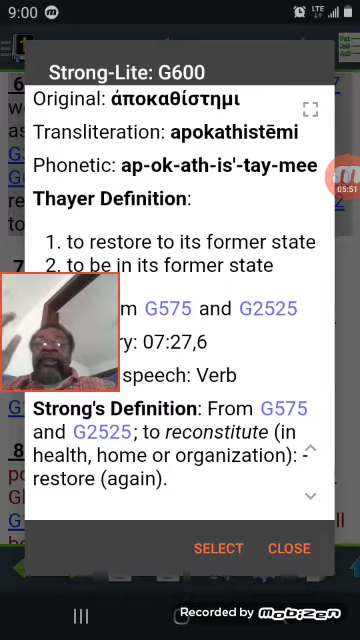 9:00
LTE
Strong-Lite: G600
Original: ἀποκαθίστημι
Transliteration: apokathistēmi
Phonetic: ap-ok-ath-is'-tay-mee
05:51
Thayer Definition:
1. to restore to its former state
2. to be in its former state
G575 and G2525
07:27,6
speech: Verb
Strong's Definition: From G575
and G2525; to reconstitute (in
health, home or organization): -
restore (again).
SELECT
CLOSE
Recorded by mobizen